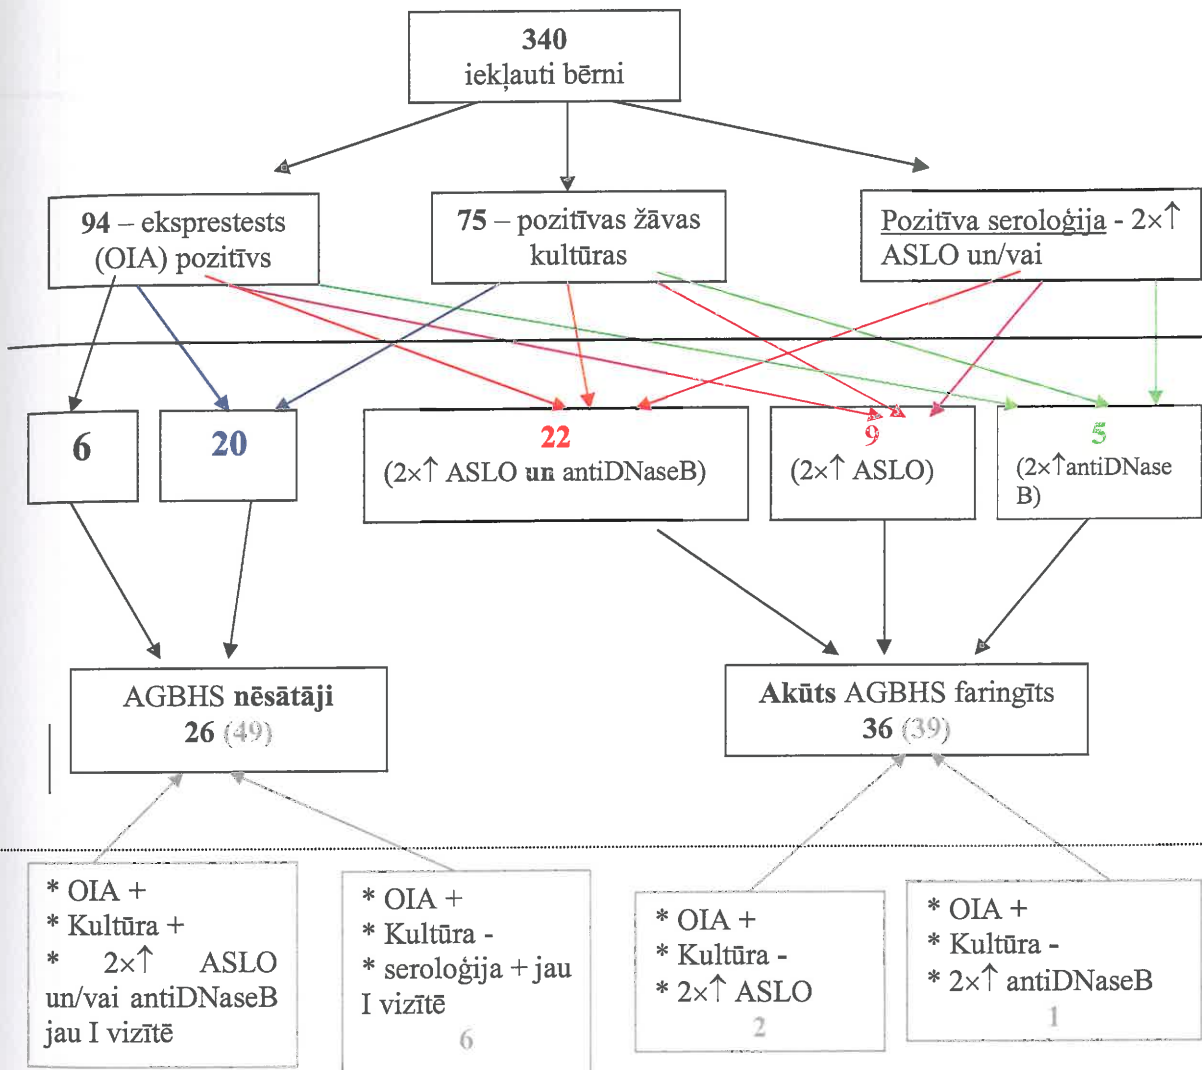 340
iekļauti bērni
94 – eksprestests
(OIA) pozitīvs
75 – pozitīvas žāvas
kultūras
Pozitīva seroloģija - 2×↑
ASLO un/vai
6
20
22
(2×↑ ASLO un antiDNaseB)
9
(2×↑ ASLO)
5
(2×↑antiDNase
B)
AGBHS nēsātāji
26 (49)
Akūts AGBHS faringīts
36 (39)
* OIA +
* Kultūra +
* 2×↑ ASLO
un/vai antiDNaseB
jau I vizītē
* OIA +
* Kultūra -
* seroloģija + jau
I vizītē
6
* OIA +
* Kultūra -
* 2×↑ ASLO
2
* OIA +
* Kultūra -
* 2×↑ antiDNaseB
1